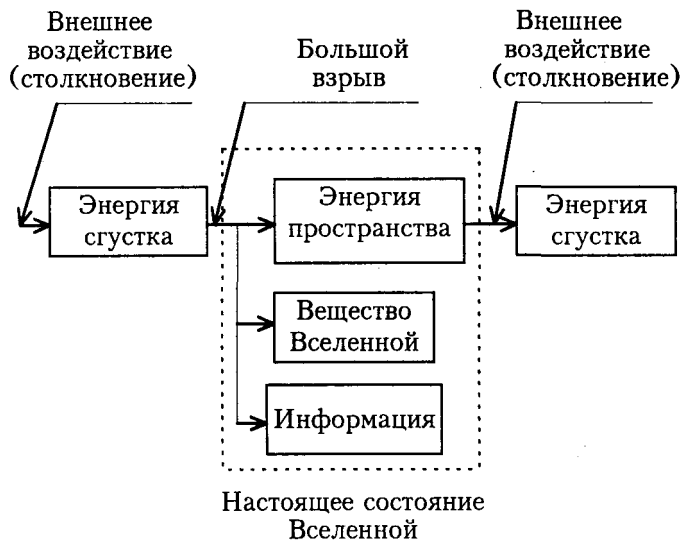 Внешнее
воздействие
(столкновение)
Большой
взрыв
Внешнее
воздействие
(столкновение)
Энергия
сгустка
Энергия
пространства
Энергия
сгустка
Вещество
Вселенной
Информация
Настоящее состояние
Вселенной